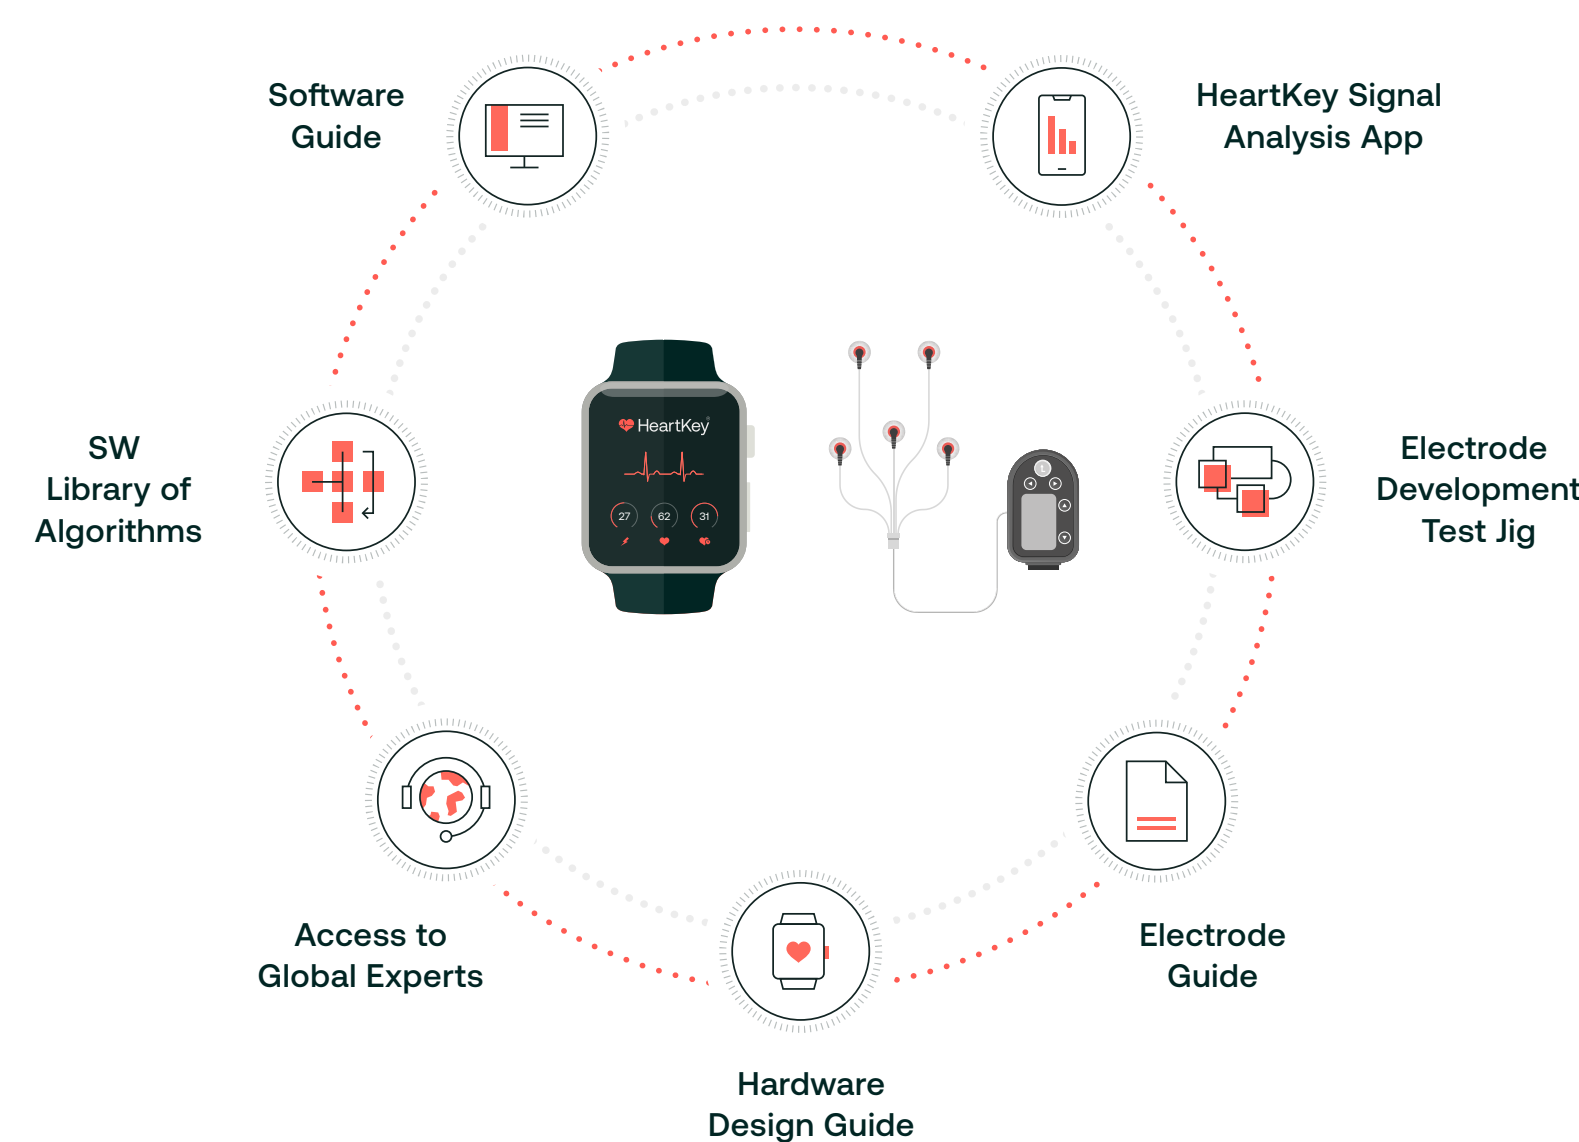 Software
Guide
HeartKey Signal
Analysis App
SW
Library of
Algorithms
HeartKey®
27 62 31
Electrode
Development
Test Jig
Access to
Global Experts
Electrode
Guide
Hardware
Design Guide